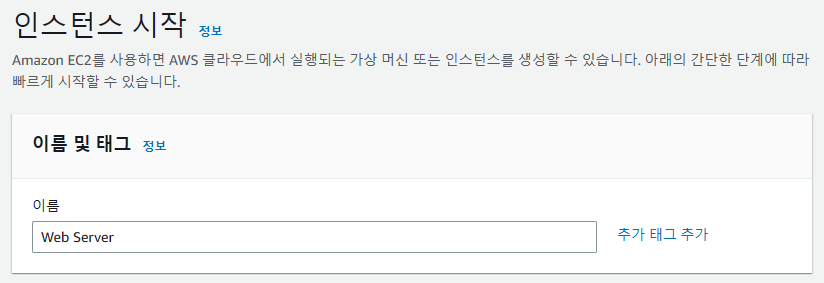 인스턴스 시작 정보
Amazon EC2를 사용하면 AWS 클라우드에서 실행되는 가상 머신 또는 인스턴스를 생성할 수 있습니다. 아래의 간단한 단계에 따라
빠르게 시작할 수 있습니다.
이름 및 태그 정보
이름
Web Server 추가 태그 추가